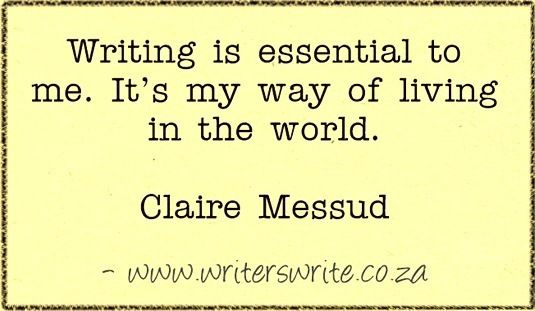 Writing is essential to
me. It's my way of living
in the world.
Claire Messud
- www.writerswrite.co.za